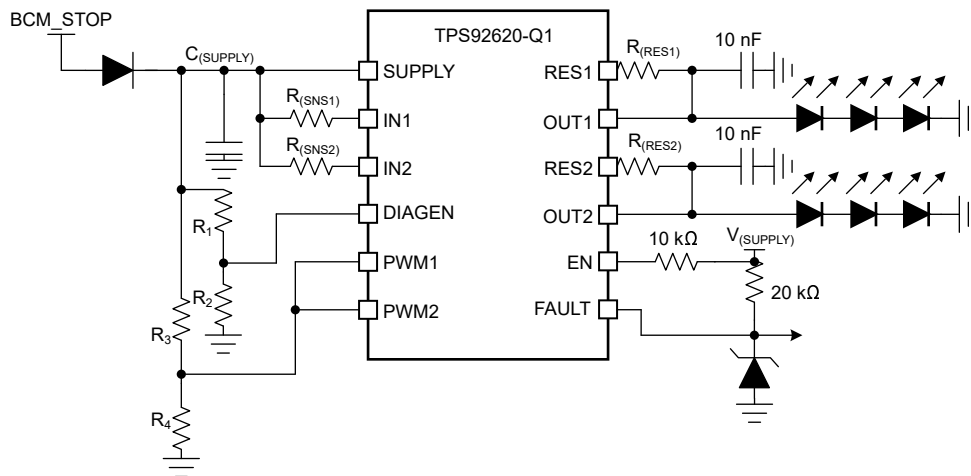 BCM_STOP
TPS92620-Q1
C(SUPPLY)
SUPPLY
RES1
R(RES1)
10 nF
R(SNS1)
IN1
OUT1
R(SNS2)
IN2
RES2
R(RES2)
10 nF
R1
DIAGEN
OUT2
V(SUPPLY)
10 kΩ
PWM1
EN
R2
20 kΩ
R3
PWM2
FAULT
R4